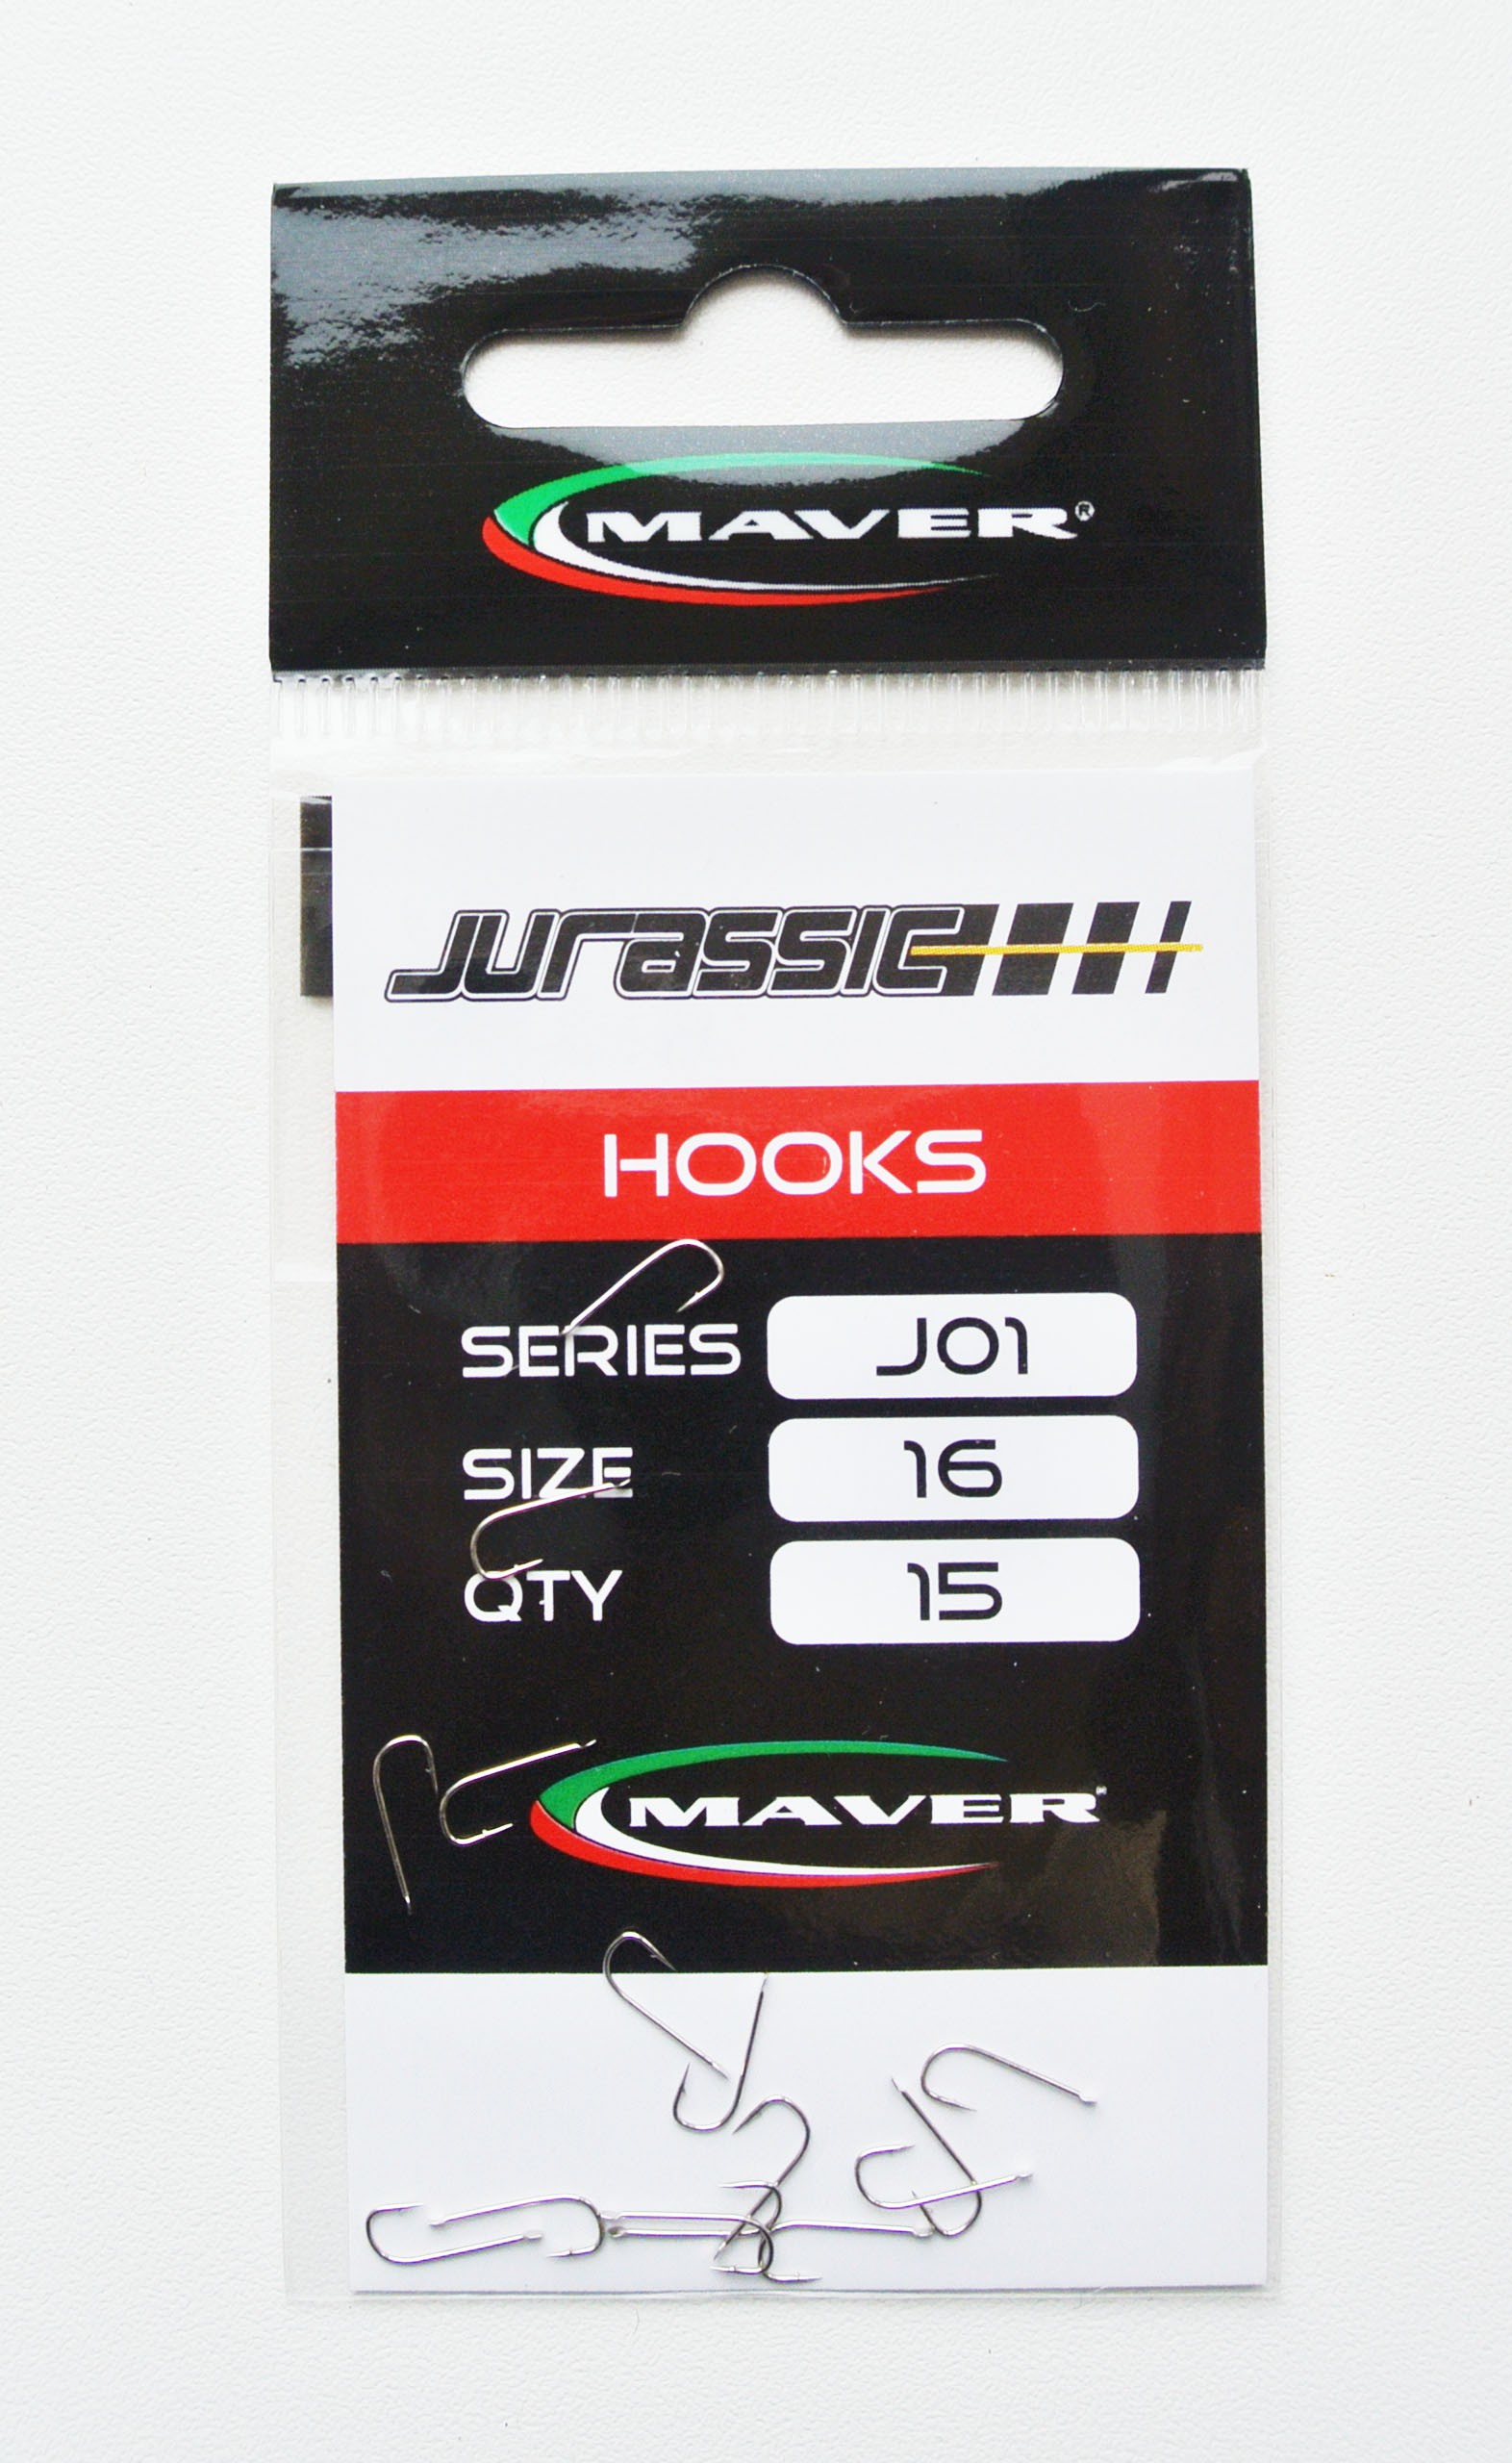 MAVER®
JURASSIC
HOOKS
SERIES J01
SIZE 16
QTY 15
MAVER®